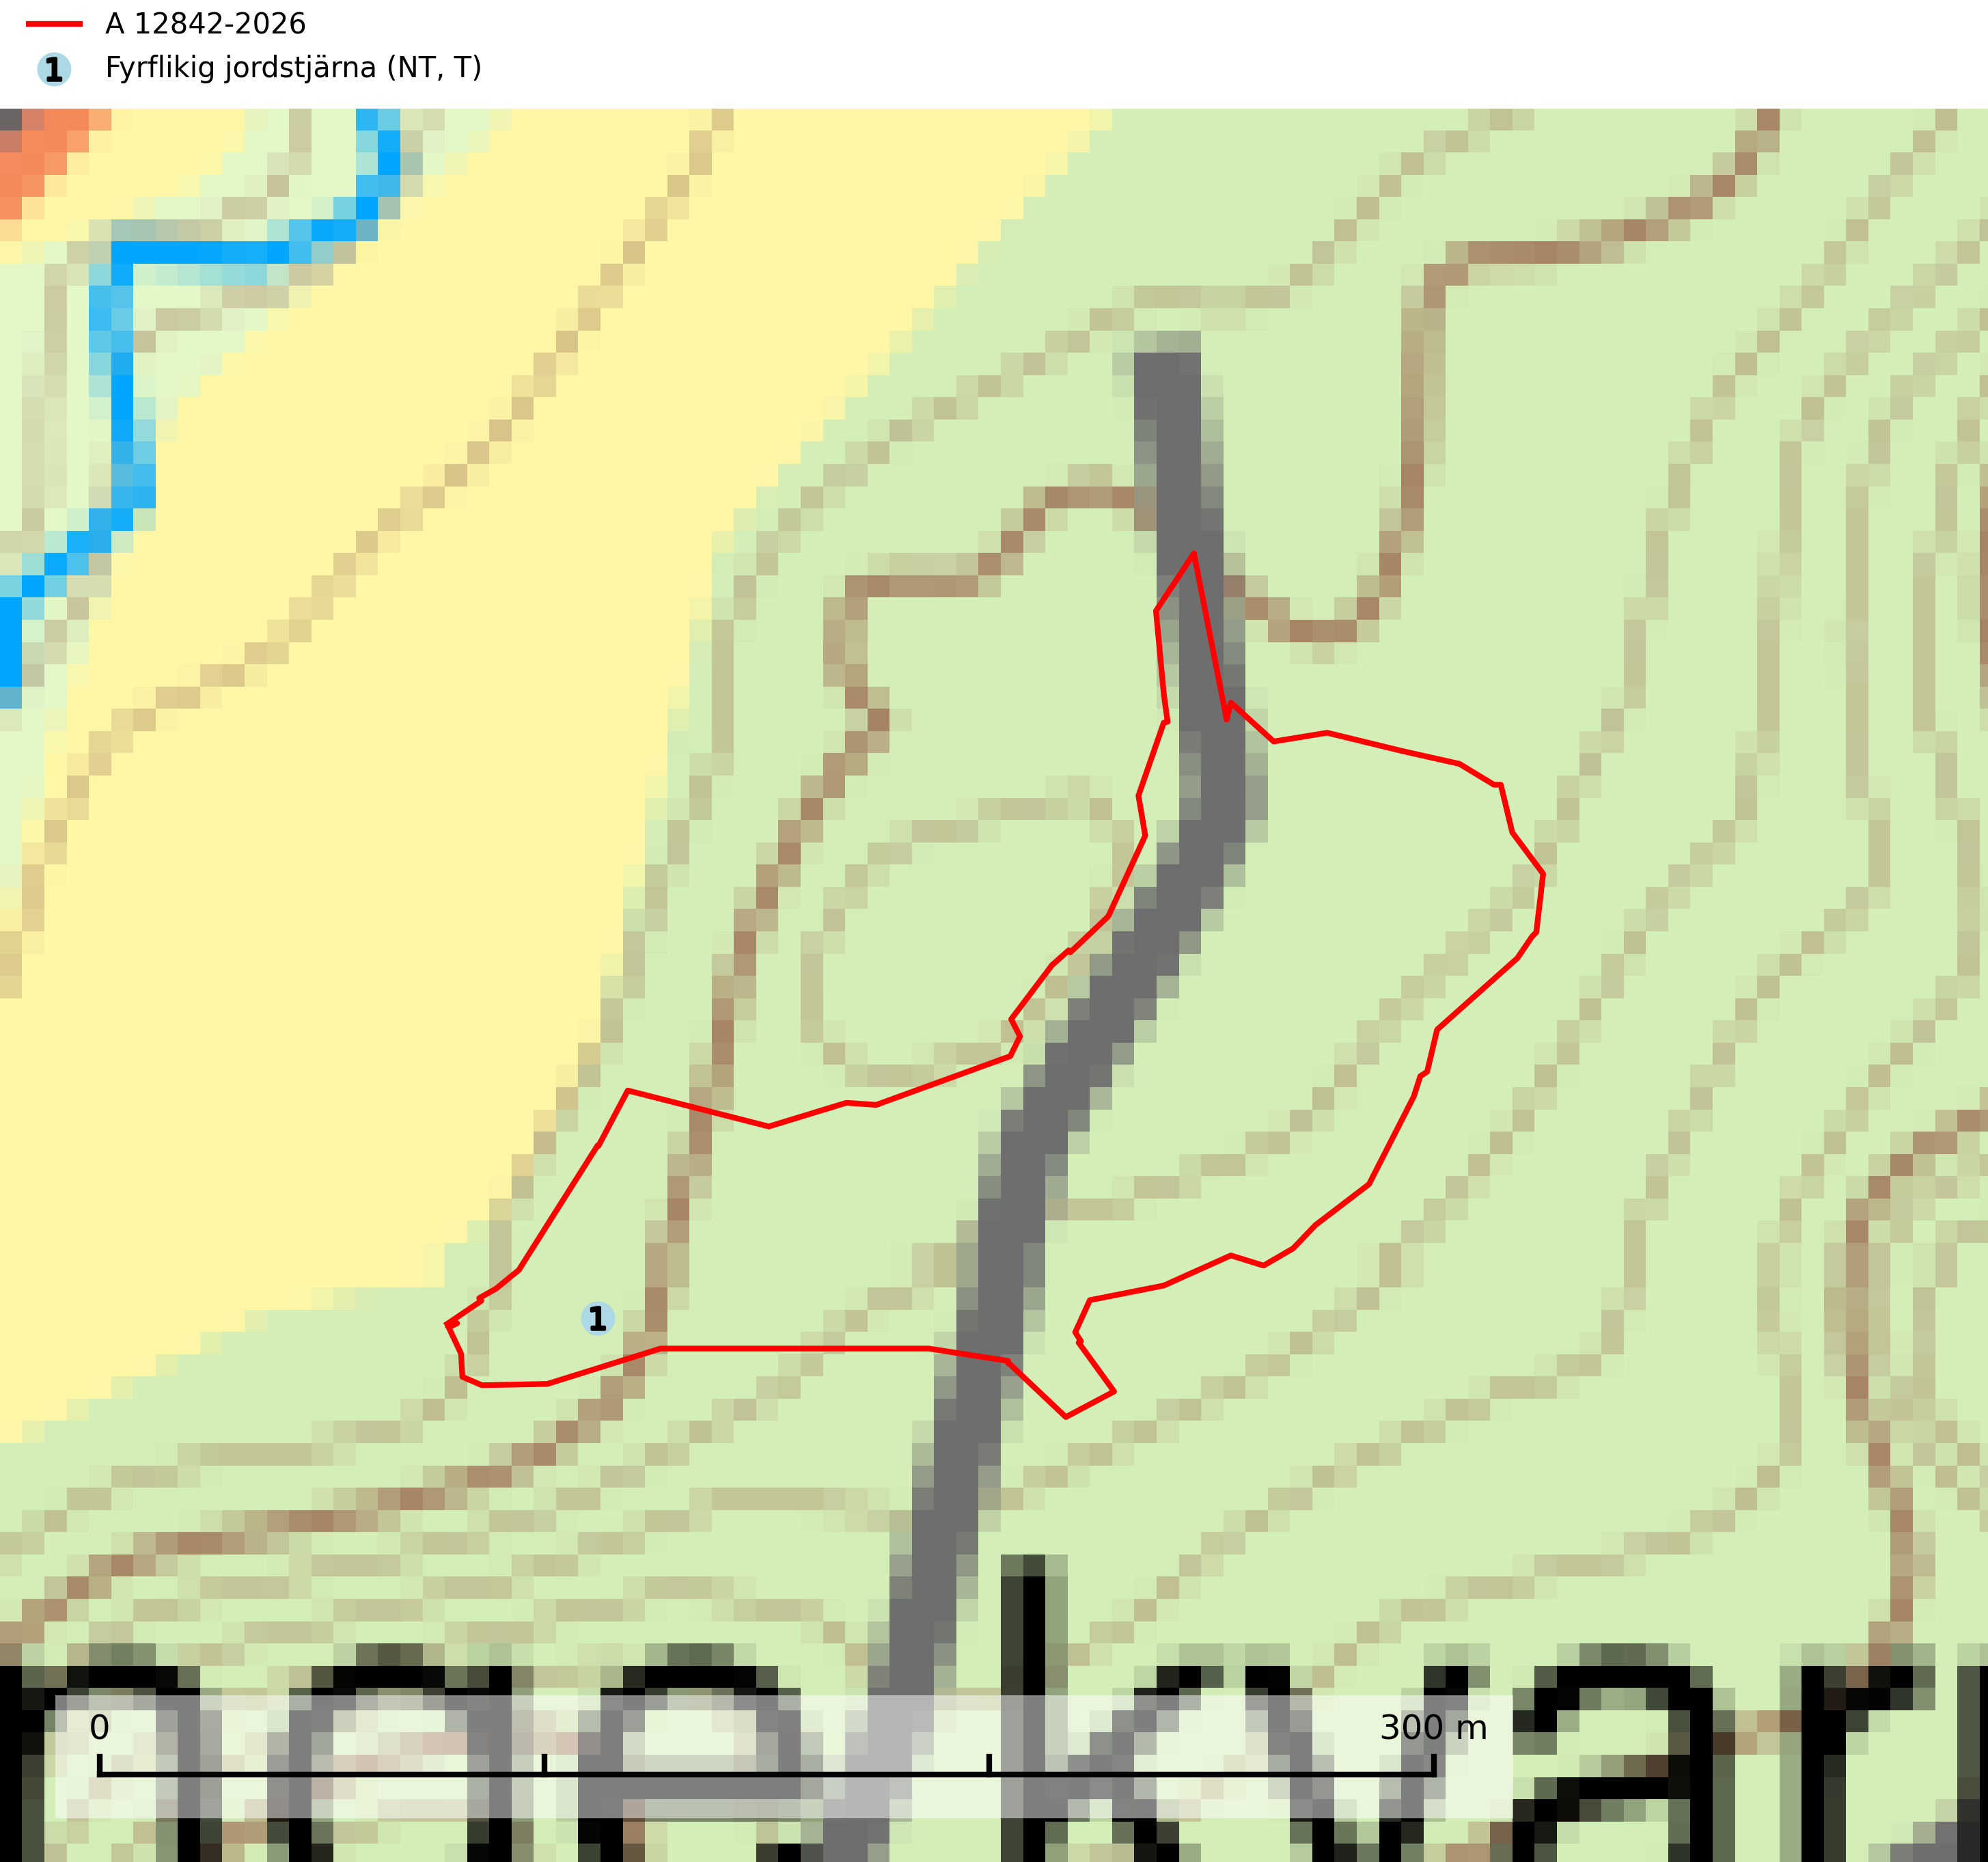 A 12842-2026
1 Fyrflikig jordstjärna (NT, T)
1
0 300 m